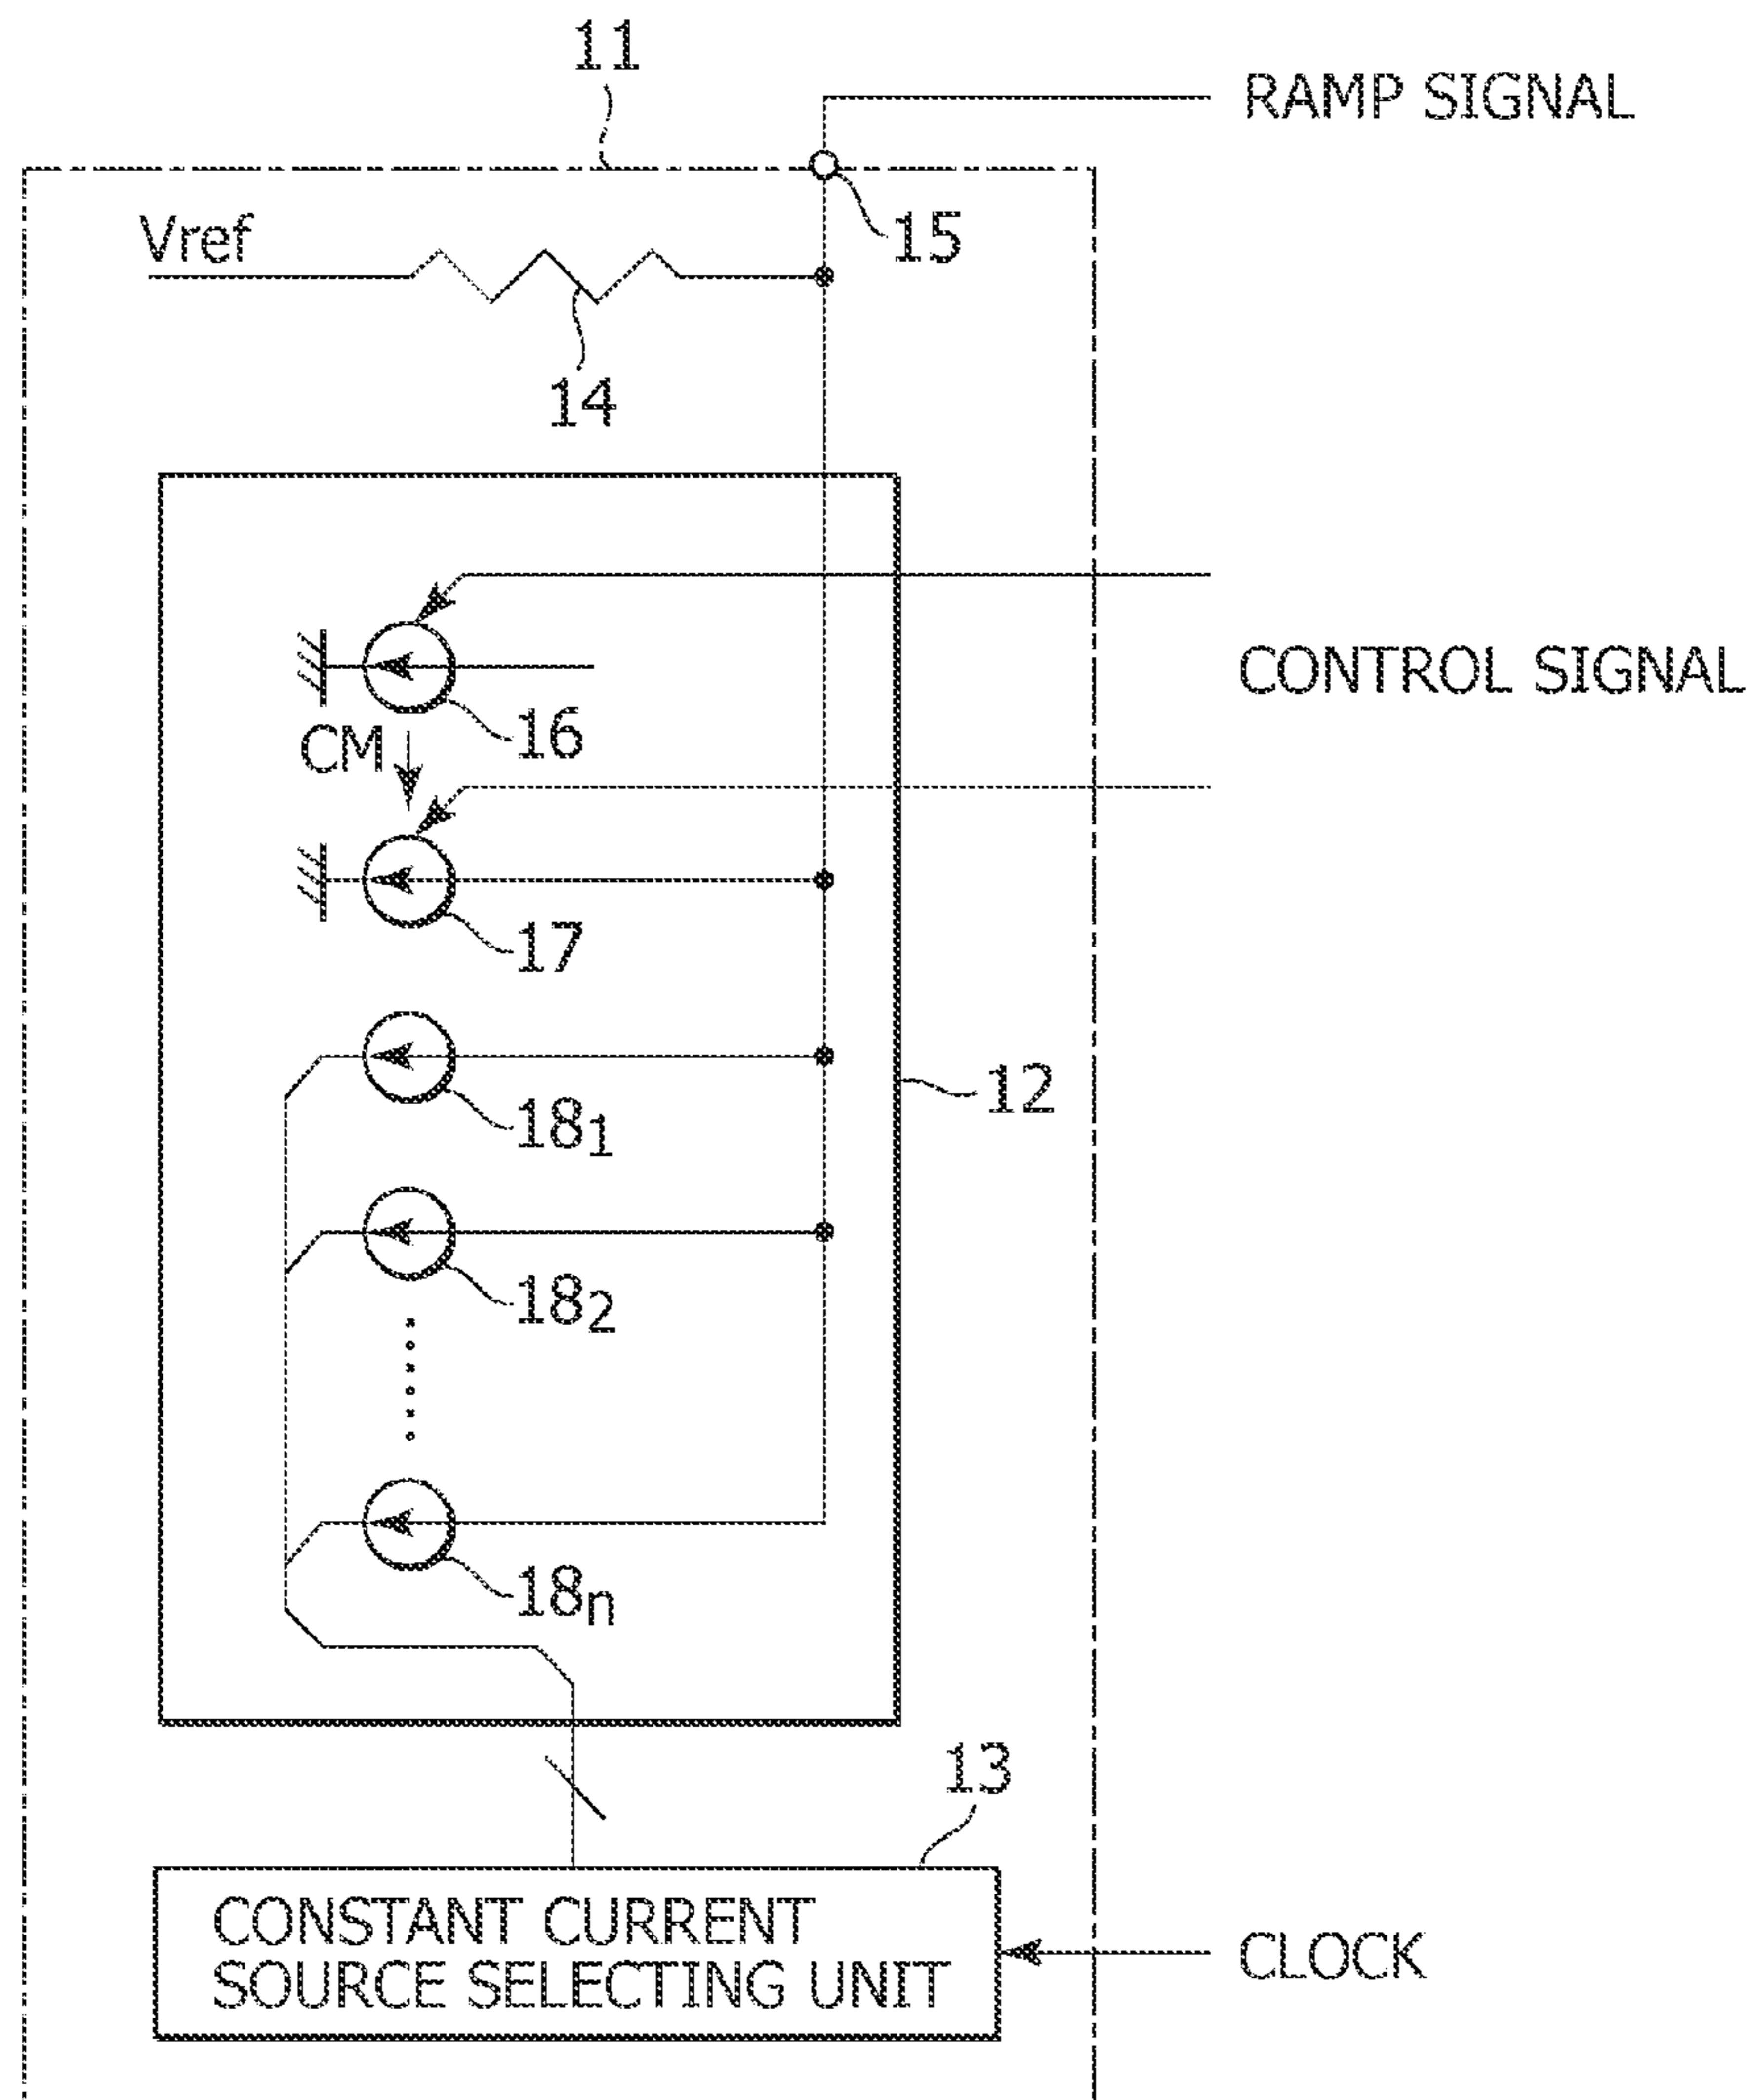 11
RAMP SIGNAL
Vref
15
14
CONTROL SIGNAL
16
CM
17
12
18₁
18₂
18ₙ
13
CONSTANT CURRENT
SOURCE SELECTING UNIT
CLOCK